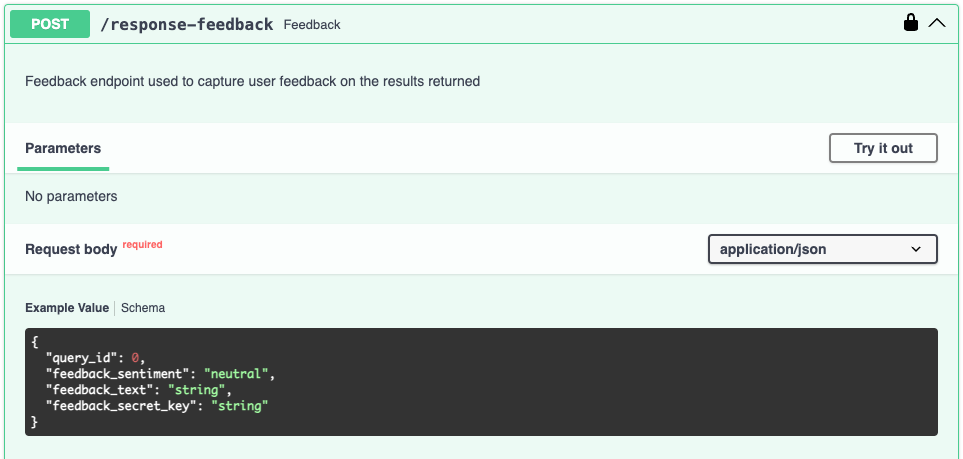 POST /response-feedback Feedback
Feedback endpoint used to capture user feedback on the results returned
Parameters Try it out
No parameters
Request body required application/json
Example Value Schema
{
  "query_id": 0,
  "feedback_sentiment": "neutral",
  "feedback_text": "string",
  "feedback_secret_key": "string"
}